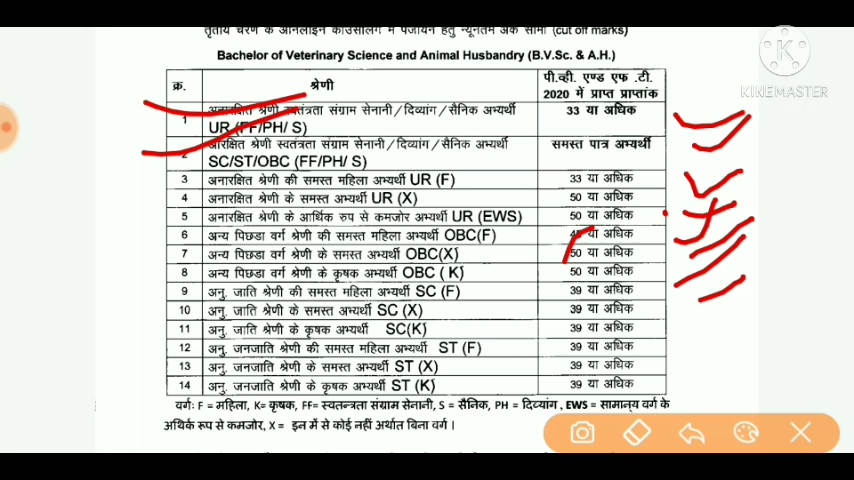 तृतीय चरण के ऑनलाइन काउंसलिंग में पंजीयन हेतु न्यूनतम अंक सीमा (cut off marks)
Bachelor of Veterinary Science and Animal Husbandry (B.V.Sc. & A.H.)
क्र. श्रेणी पी.व्ही. एण्ड एफ .टी. 2020 में प्राप्त प्राप्तांक
1 अनारक्षित श्रेणी स्वतंत्रता संग्राम सेनानी/दिव्यांग/सैनिक अभ्यर्थी UR (FF/PH/ S) 33 या अधिक
2 आरक्षित श्रेणी स्वतंत्रता संग्राम सेनानी/दिव्यांग/सैनिक अभ्यर्थी SC/ST/OBC (FF/PH/ S) समस्त पात्र अभ्यर्थी
3 अनारक्षित श्रेणी की समस्त महिला अभ्यर्थी UR (F) 33 या अधिक
4 अनारक्षित श्रेणी के समस्त अभ्यर्थी UR (X) 50 या अधिक
5 अनारक्षित श्रेणी के आर्थिक रुप से कमजोर अभ्यर्थी UR (EWS) 50 या अधिक
6 अन्य पिछडा वर्ग श्रेणी की समस्त महिला अभ्यर्थी OBC(F) या अधिक
7 अन्य पिछडा वर्ग श्रेणी के समस्त अभ्यर्थी OBC(X) 50 या अधिक
8 अन्य पिछडा वर्ग श्रेणी के कृषक अभ्यर्थी OBC ( K) 50 या अधिक
9 अनु. जाति श्रेणी की समस्त महिला अभ्यर्थी SC (F) 39 या अधिक
10 अनु. जाति श्रेणी के समस्त अभ्यर्थी SC (X) 39 या अधिक
11 अनु. जाति श्रेणी के कृषक अभ्यर्थी SC(K) 39 या अधिक
12 अनु. जनजाति श्रेणी की समस्त महिला अभ्यर्थी ST (F) 39 या अधिक
13 अनु. जनजाति श्रेणी के समस्त अभ्यर्थी ST (X) 39 या अधिक
14 अनु. जनजाति श्रेणी के कृषक अभ्यर्थी ST (K) 39 या अधिक
वर्गः F = महिला, K= कृषक, FF= स्वतन्त्रता संग्राम सेनानी, S = सैनिक, PH = दिव्यांग , EWS = सामान्य वर्ग के
अर्थिक रूप से कमजोर, X = इन में से कोई नहीं अर्थात बिना वर्ग ।
K
KINEMASTER